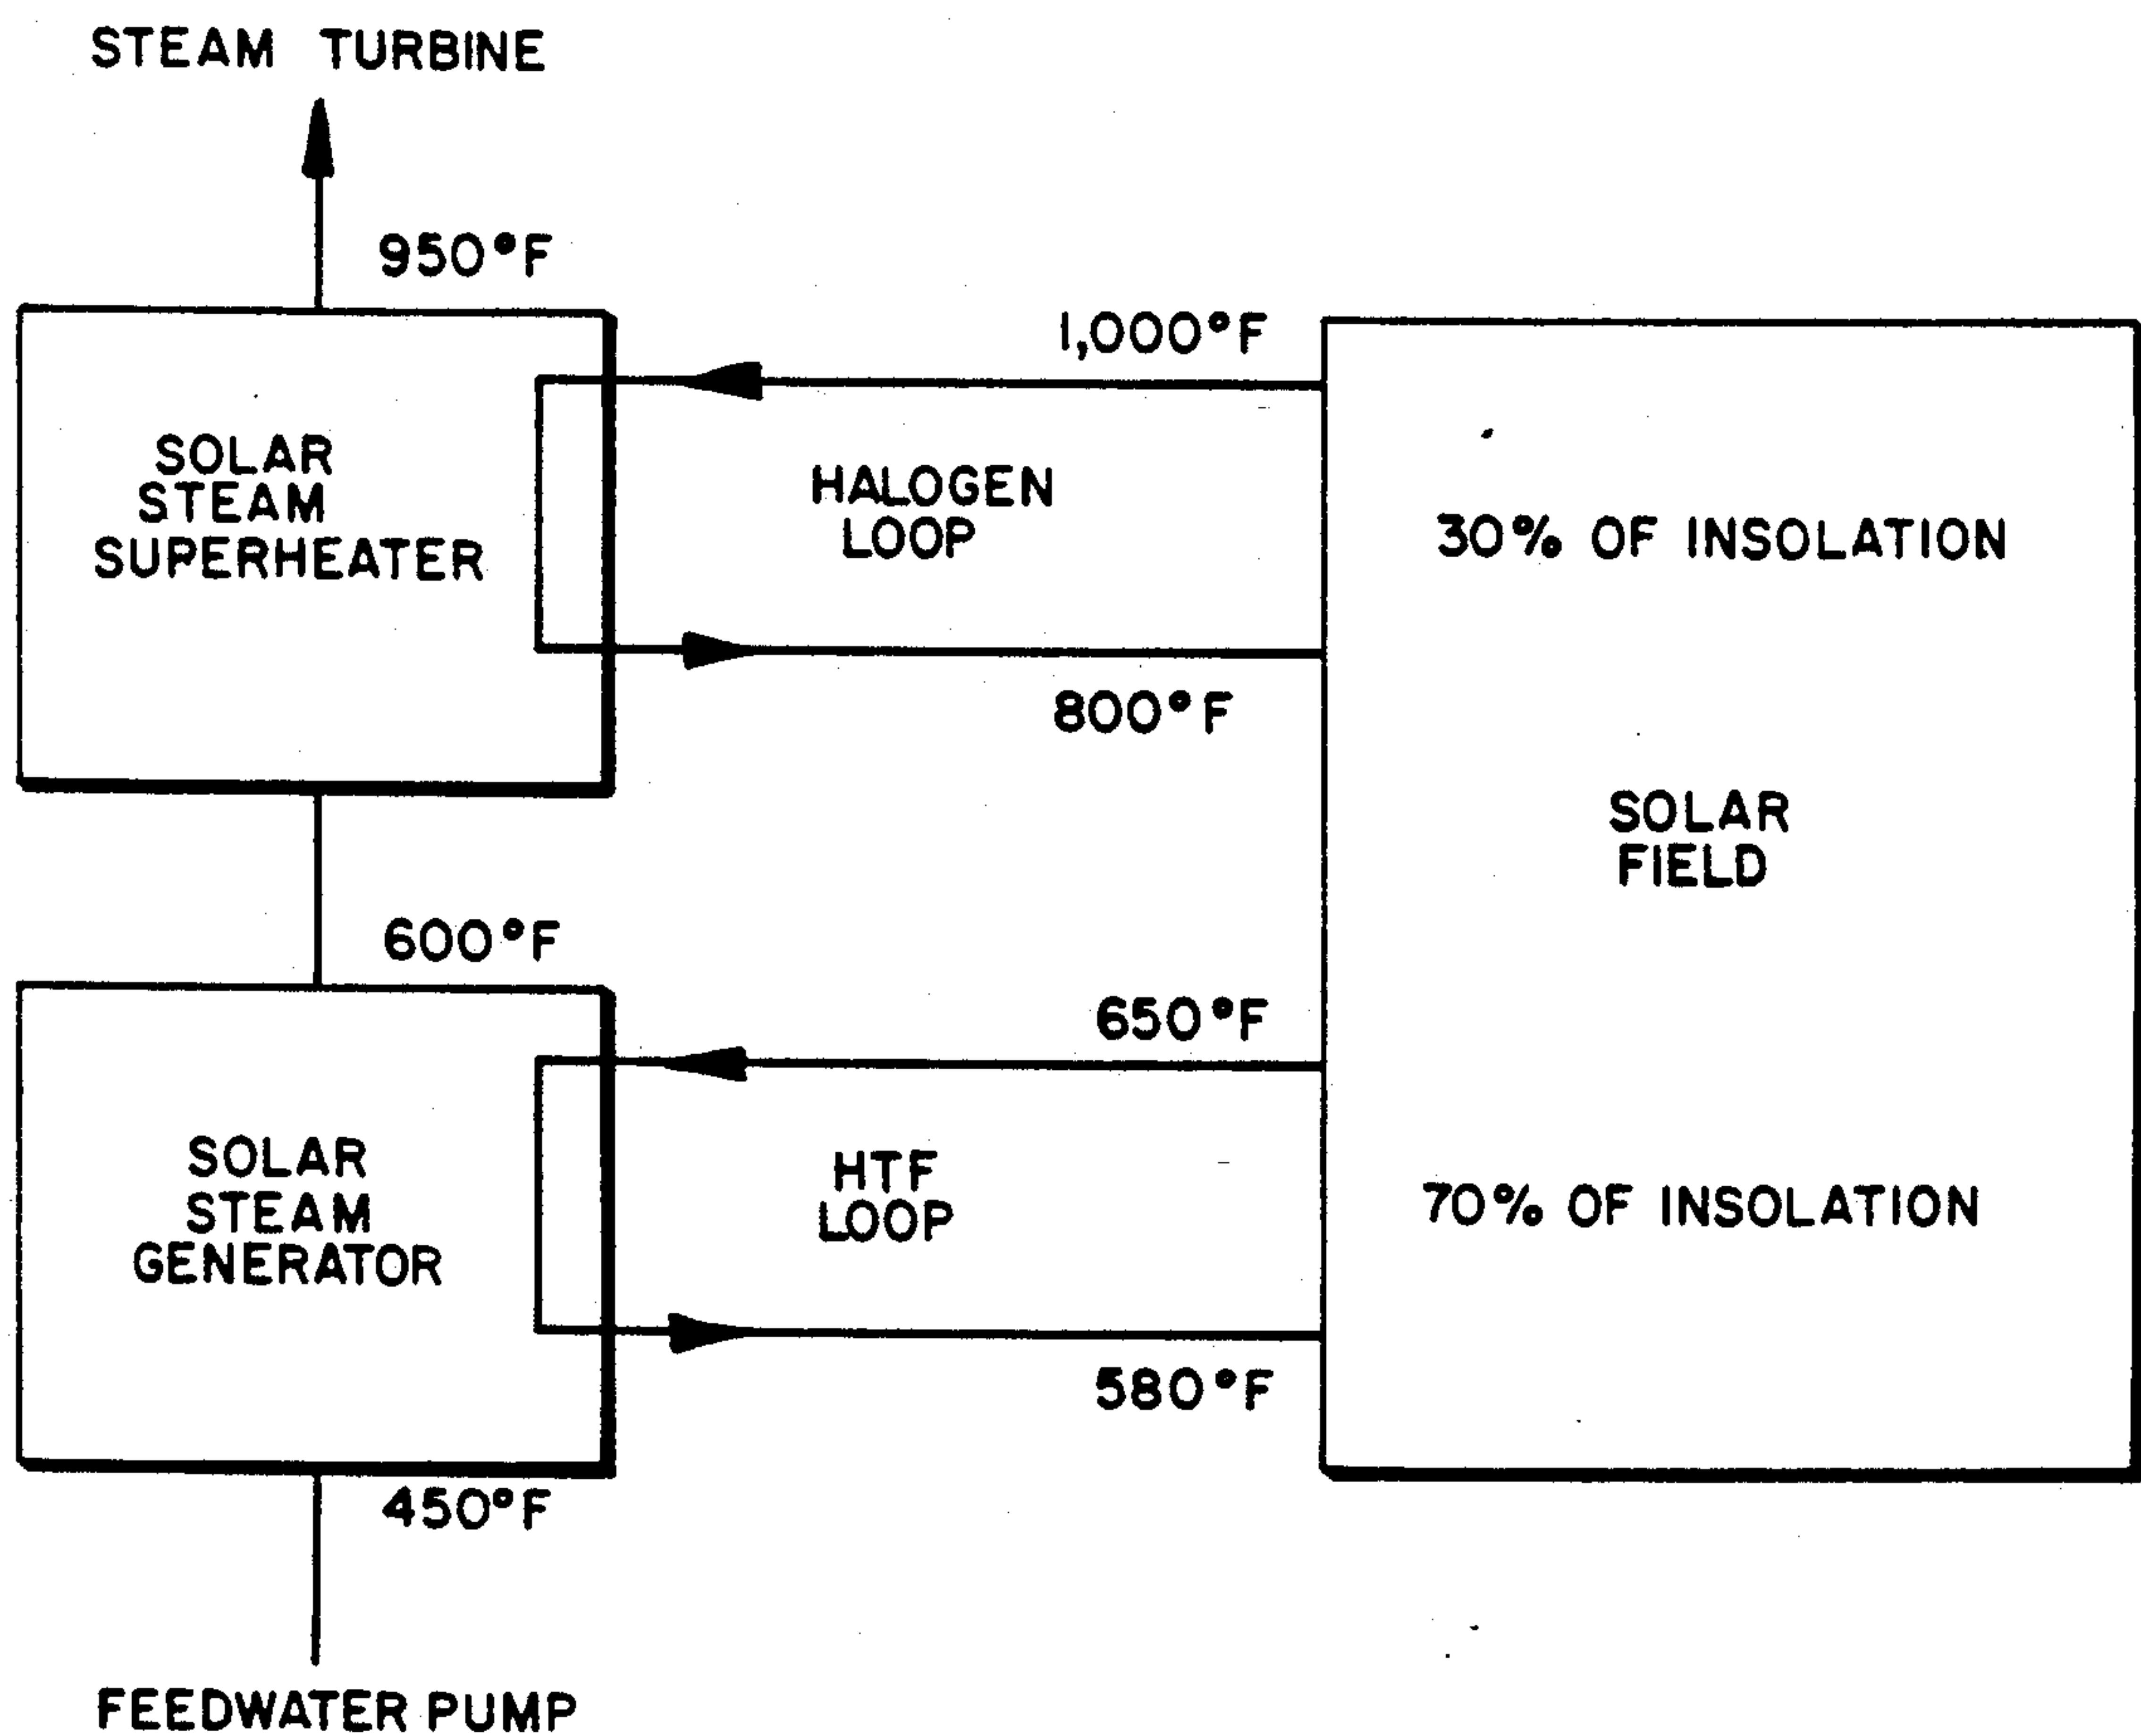 STEAM TURBINE
950°F
1,000°F
SOLAR
STEAM
SUPERHEATER
HALOGEN
LOOP
30% OF INSOLATION
800°F
SOLAR
FIELD
600°F
650°F
SOLAR
STEAM
GENERATOR
HTF
LOOP
70% OF INSOLATION
580°F
450°F
FEEDWATER PUMP